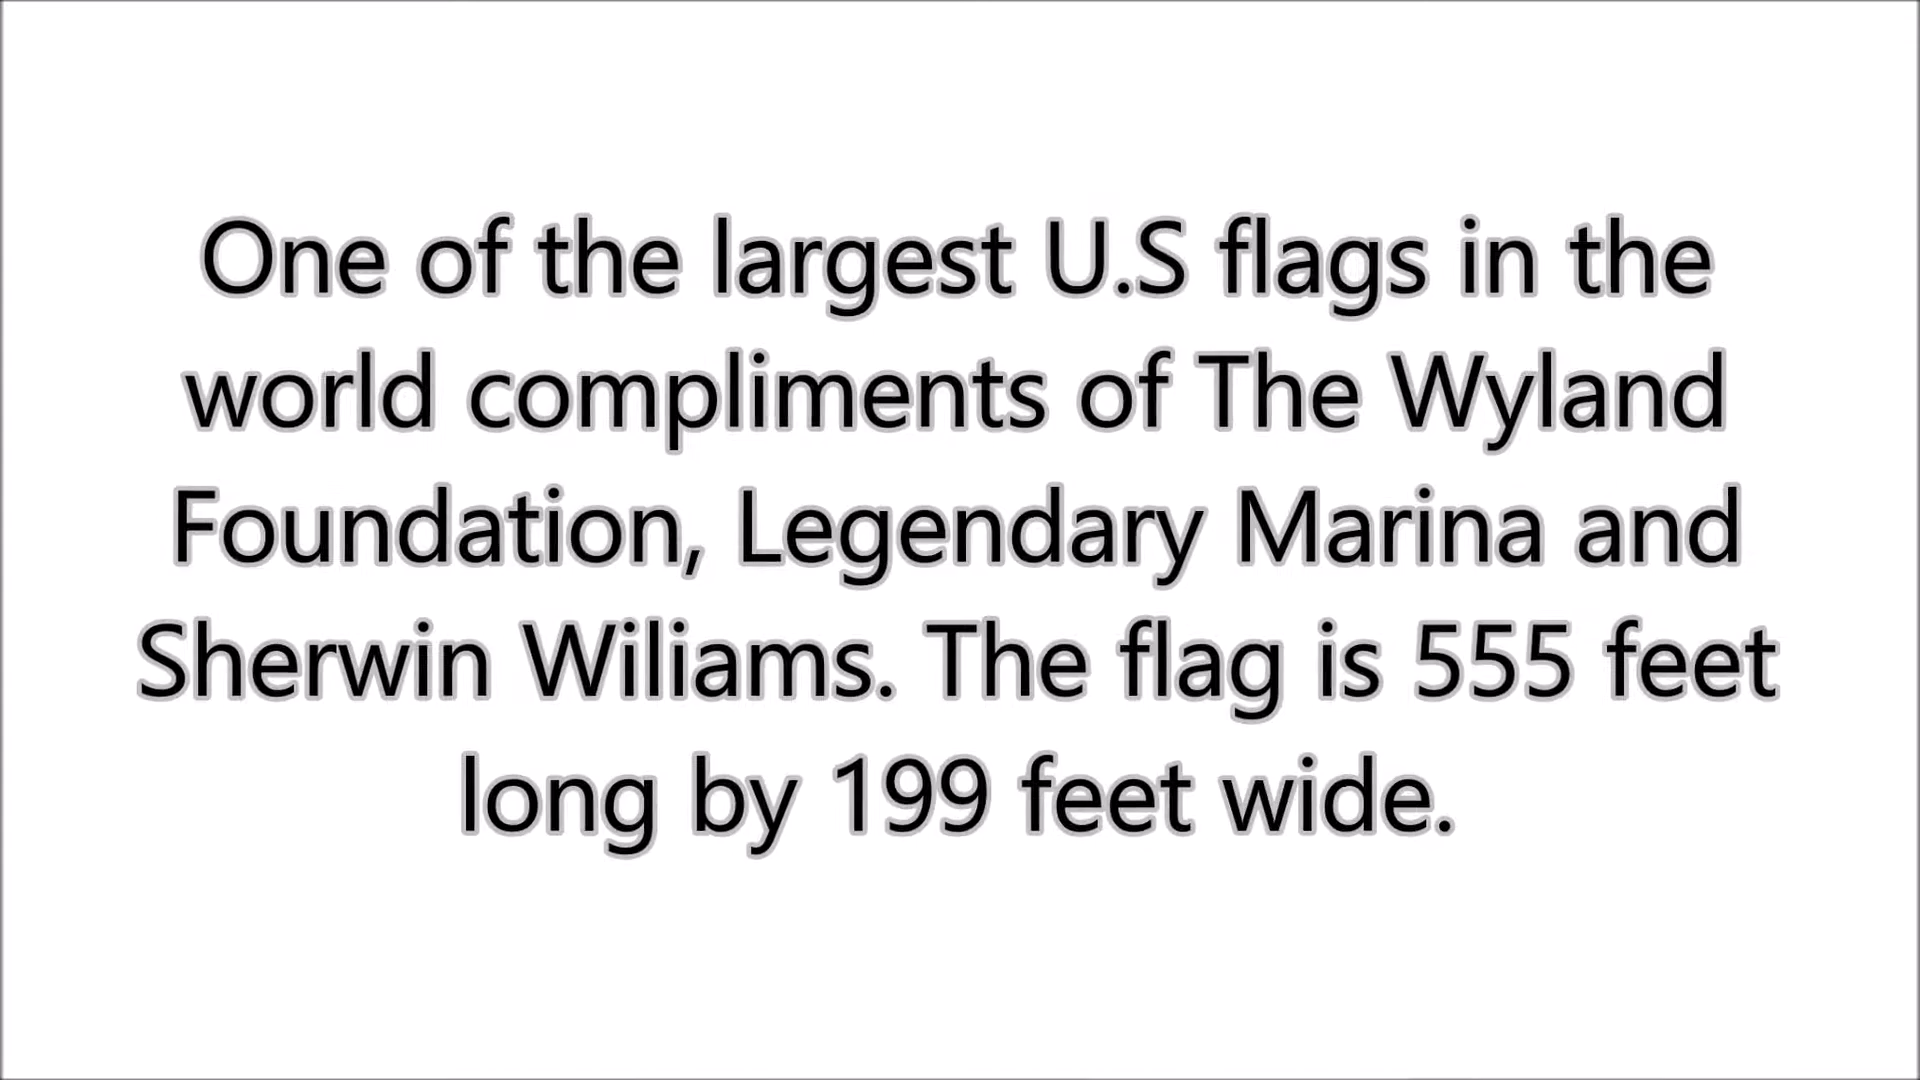 One of the largest U.S flags in the
world compliments of The Wyland
Foundation, Legendary Marina and
Sherwin Wiliams. The flag is 555 feet
long by 199 feet wide.